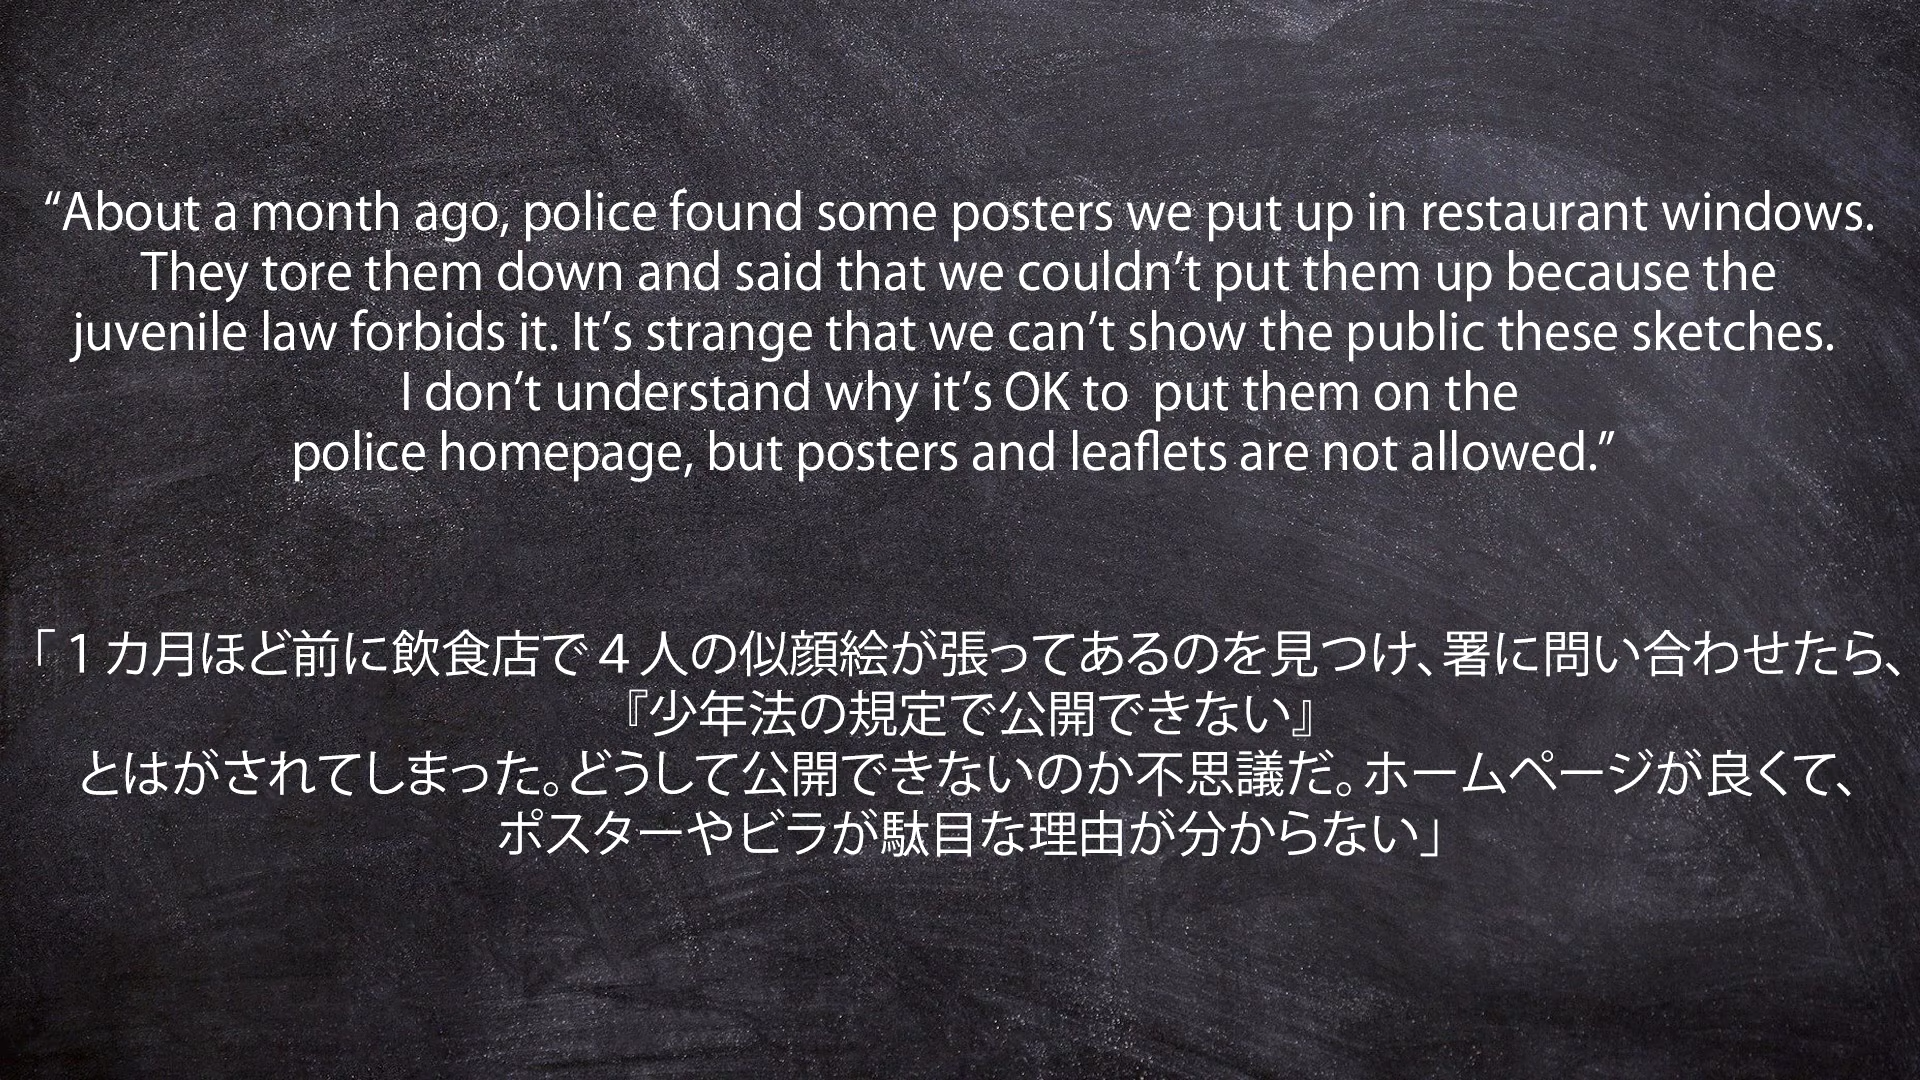 “About a month ago, police found some posters we put up in restaurant windows.
They tore them down and said that we couldn’t put them up because the
juvenile law forbids it. It’s strange that we can’t show the public these sketches.
I don’t understand why it’s OK to  put them on the
police homepage, but posters and leaflets are not allowed.”
「１カ月ほど前に飲食店で４人の似顔絵が張ってあるのを見つけ、署に問い合わせたら、
『少年法の規定で公開できない』
とはがされてしまった。どうして公開できないのか不思議だ。ホームページが良くて、
ポスターやビラが駄目な理由が分からない」